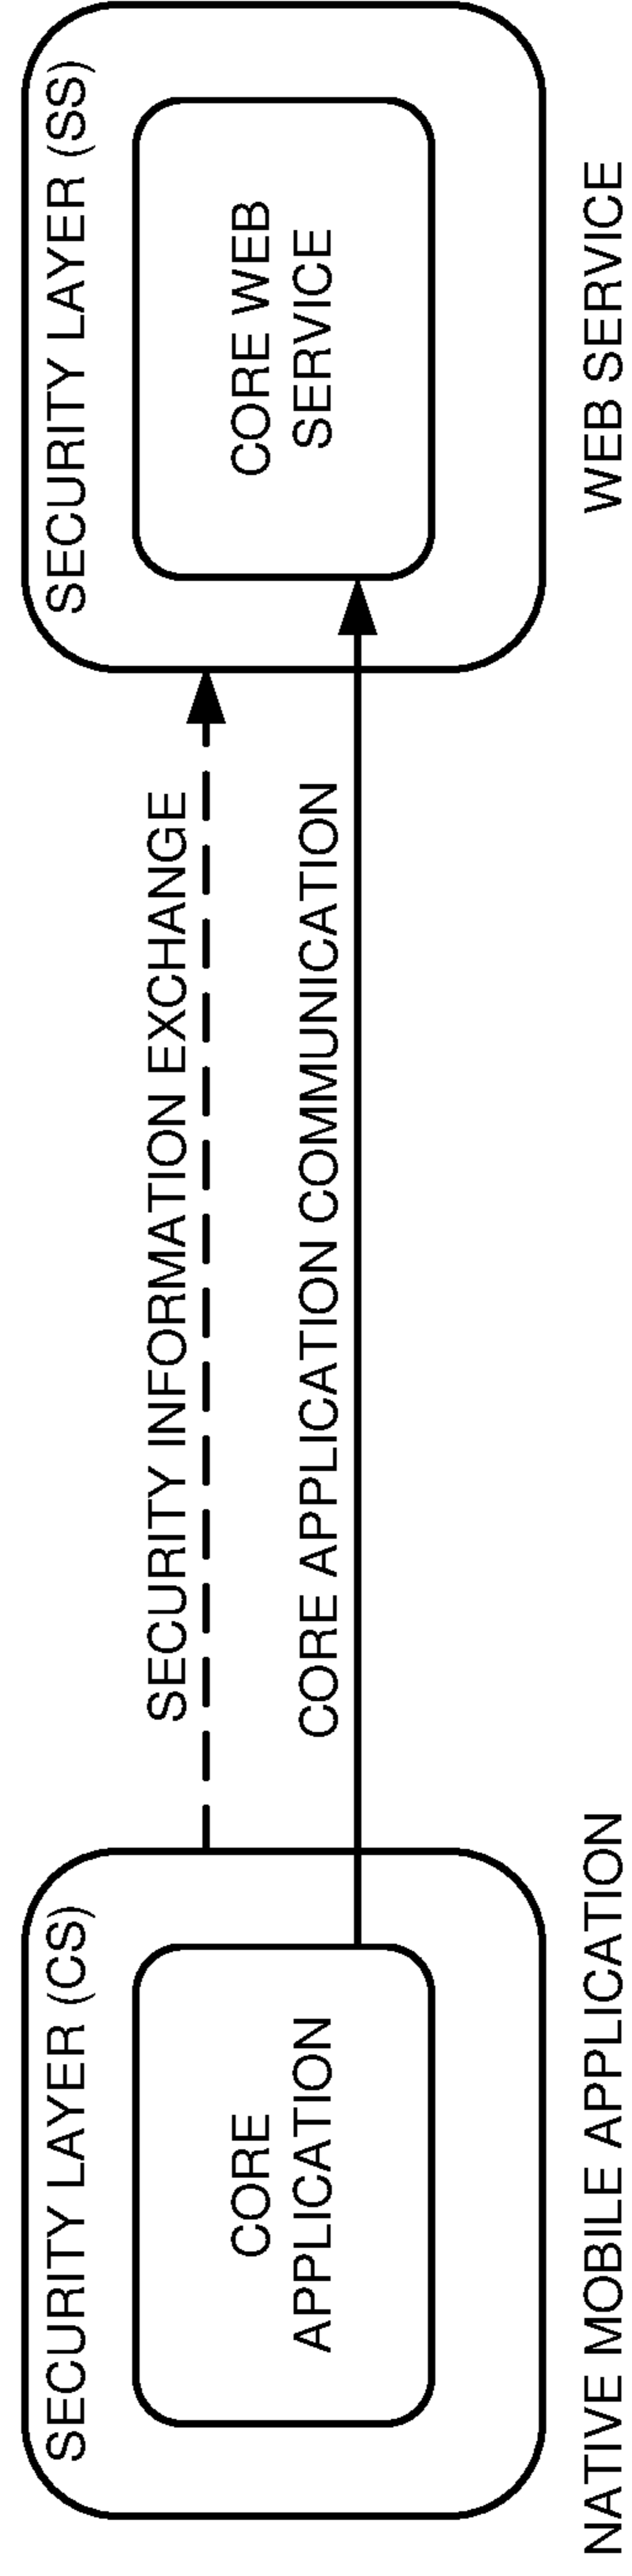 SECURITY LAYER (CS)
CORE
APPLICATION
NATIVE MOBILE APPLICATION
SECURITY INFORMATION EXCHANGE
CORE APPLICATION COMMUNICATION
SECURITY LAYER (SS)
CORE WEB
SERVICE
WEB SERVICE